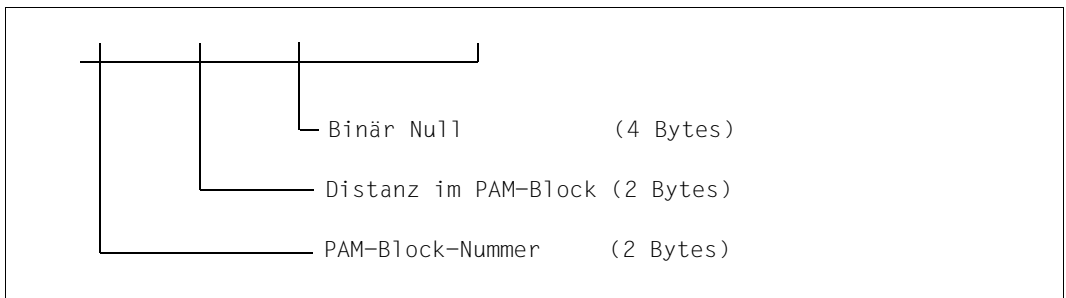 Binär Null (4 Bytes)
Distanz im PAM-Block (2 Bytes)
PAM-Block-Nummer (2 Bytes)